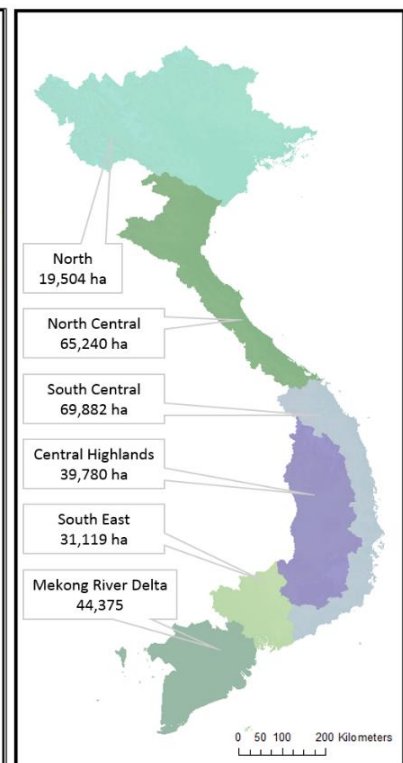 North
19,504 ha
North Central
65,240 ha
South Central
69,882 ha
Central Highlands
39,780 ha
South East
31,119 ha
Mekong River Delta
44,375
0 50 100 200 Kilometers